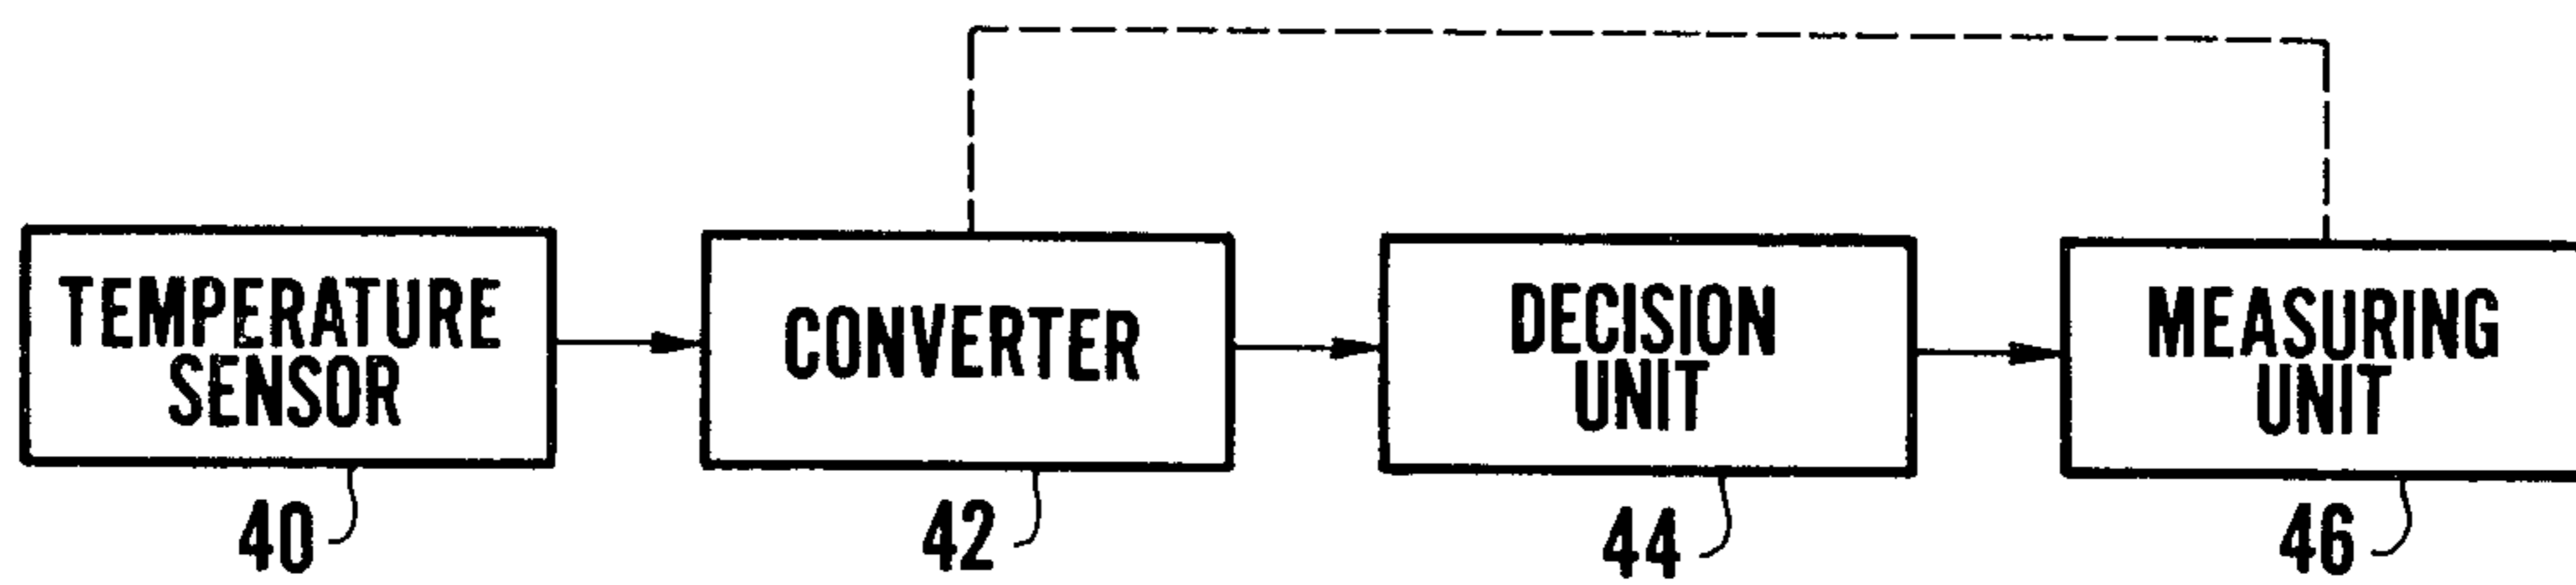 TEMPERATURE
SENSOR
CONVERTER
DECISION
UNIT
MEASURING
UNIT
40
42
44
46